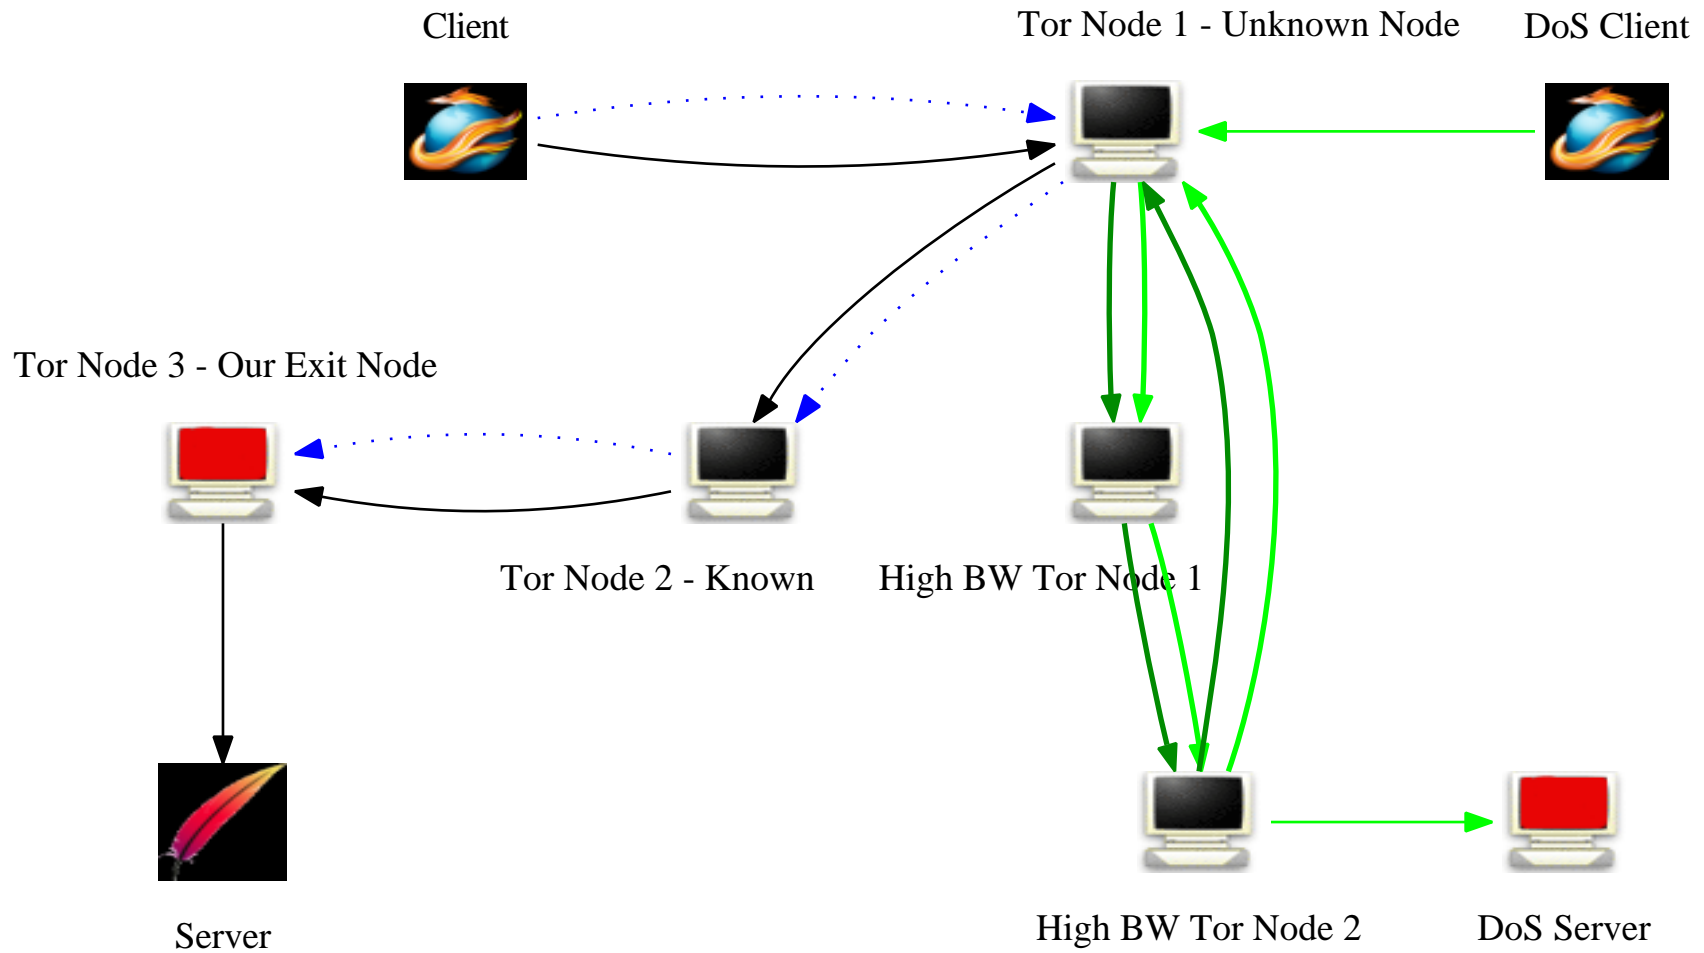 Client
Tor Node 1 - Unknown Node
DoS Client
Tor Node 3 - Our Exit Node
Tor Node 2 - Known
High BW Tor Node 1
Server
High BW Tor Node 2
DoS Server